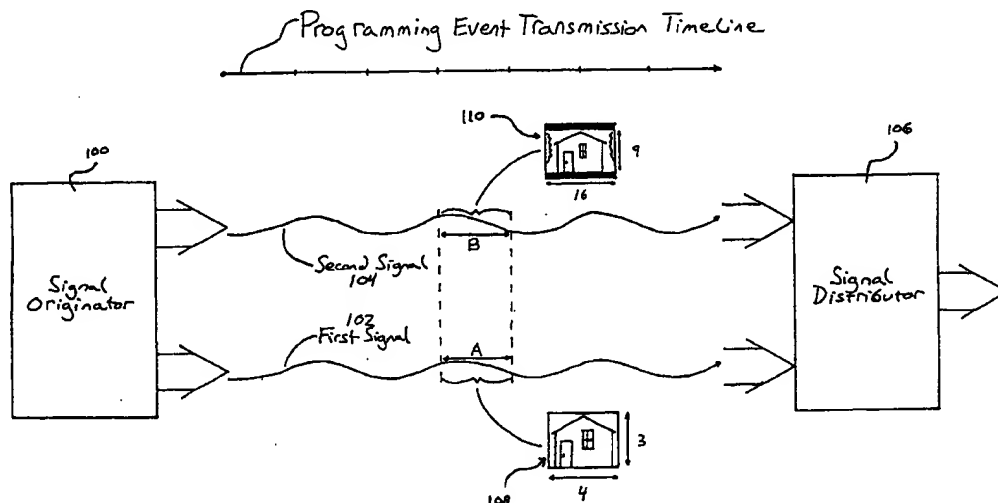 Programming Event Transmission Timeline
110
9
16
100
106
Signal
Originator
B
Second Signal
104
Signal
Distributor
102
First Signal
A
3
4
108